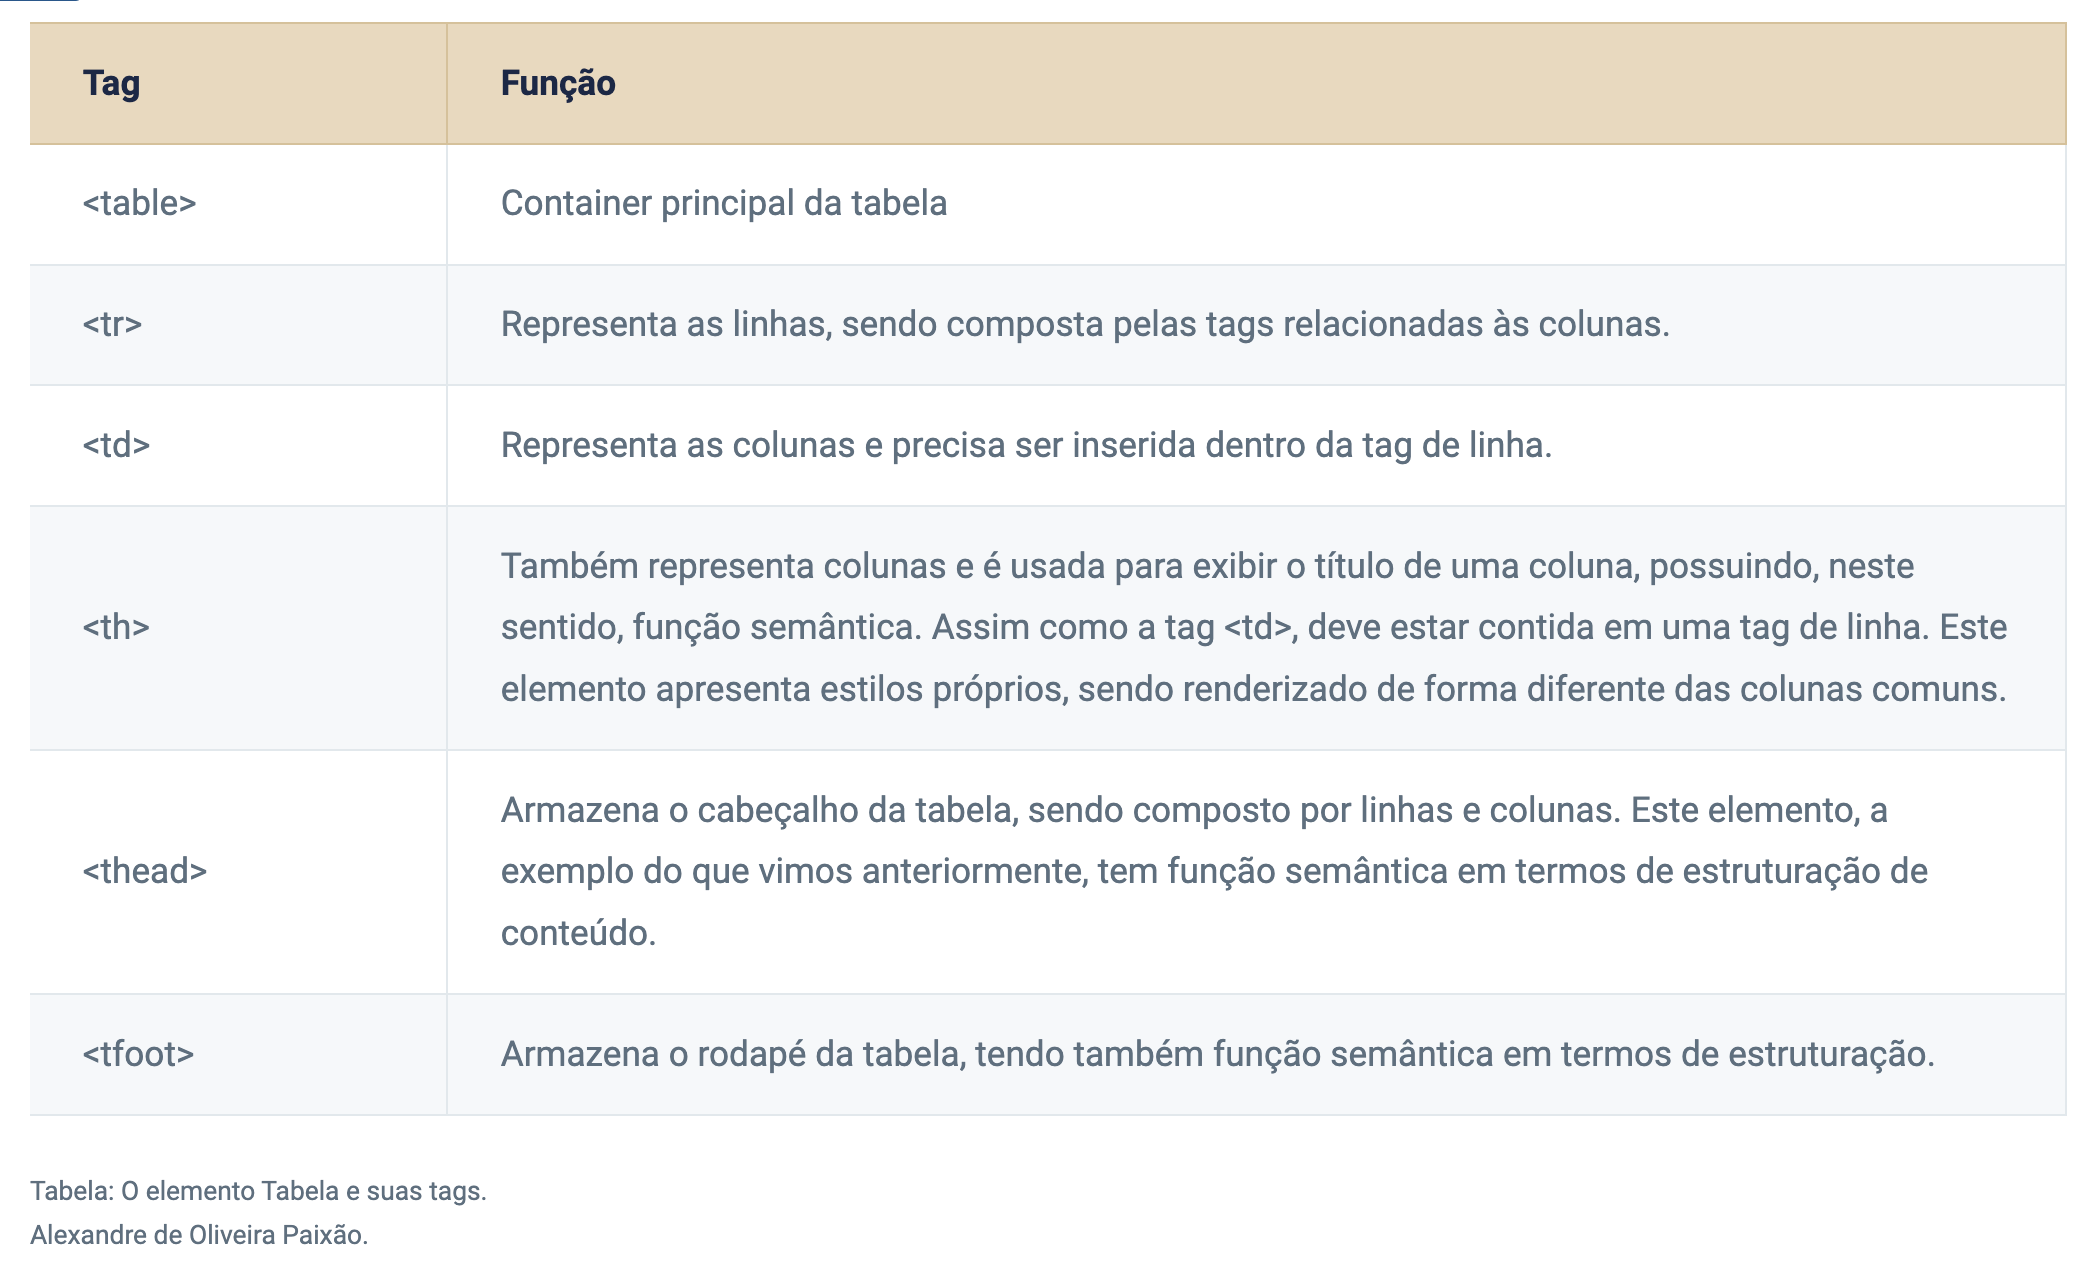 Tag
Função
<table>
Container principal da tabela
<tr>
Representa as linhas, sendo composta pelas tags relacionadas às colunas.
<td>
Representa as colunas e precisa ser inserida dentro da tag de linha.
<th>
Também representa colunas e é usada para exibir o título de uma coluna, possuindo, neste
sentido, função semântica. Assim como a tag <td>, deve estar contida em uma tag de linha. Este
elemento apresenta estilos próprios, sendo renderizado de forma diferente das colunas comuns.
<thead>
Armazena o cabeçalho da tabela, sendo composto por linhas e colunas. Este elemento, a
exemplo do que vimos anteriormente, tem função semântica em termos de estruturação de
conteúdo.
<tfoot>
Armazena o rodapé da tabela, tendo também função semântica em termos de estruturação.
Tabela: O elemento Tabela e suas tags.
Alexandre de Oliveira Paixão.